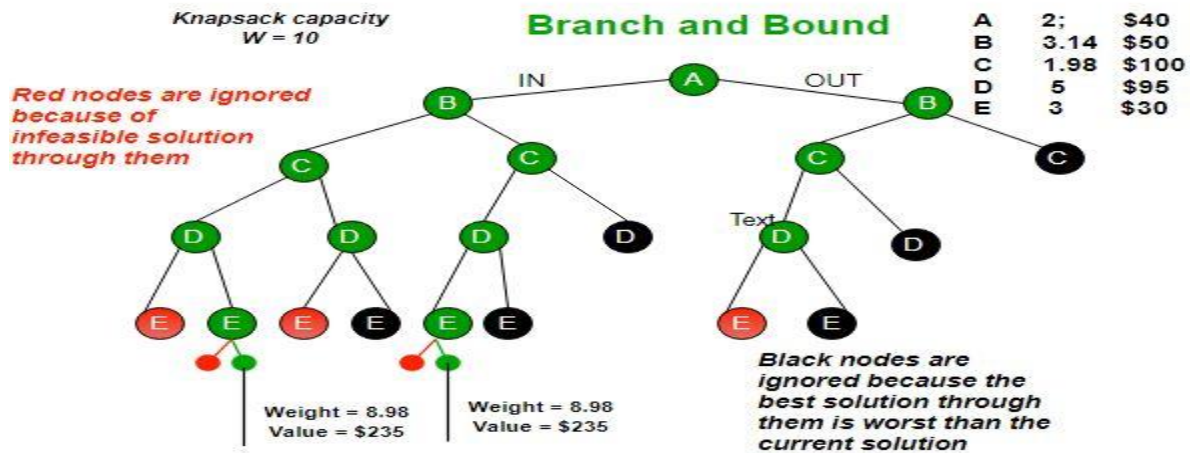 Knapsack capacity
W = 10
Branch and Bound
A 2; $40
B 3.14 $50
C 1.98 $100
D 5 $95
E 3 $30
Red nodes are ignored
because of
infeasible solution
through them
IN
OUT
A
B
B
C
C
C
C
Text
D
D
D
D
D
D
E
E
E
E
E
E
E
E
Weight = 8.98
Value = $235
Weight = 8.98
Value = $235
Black nodes are
ignored because the
best solution through
them is worst than the
current solution